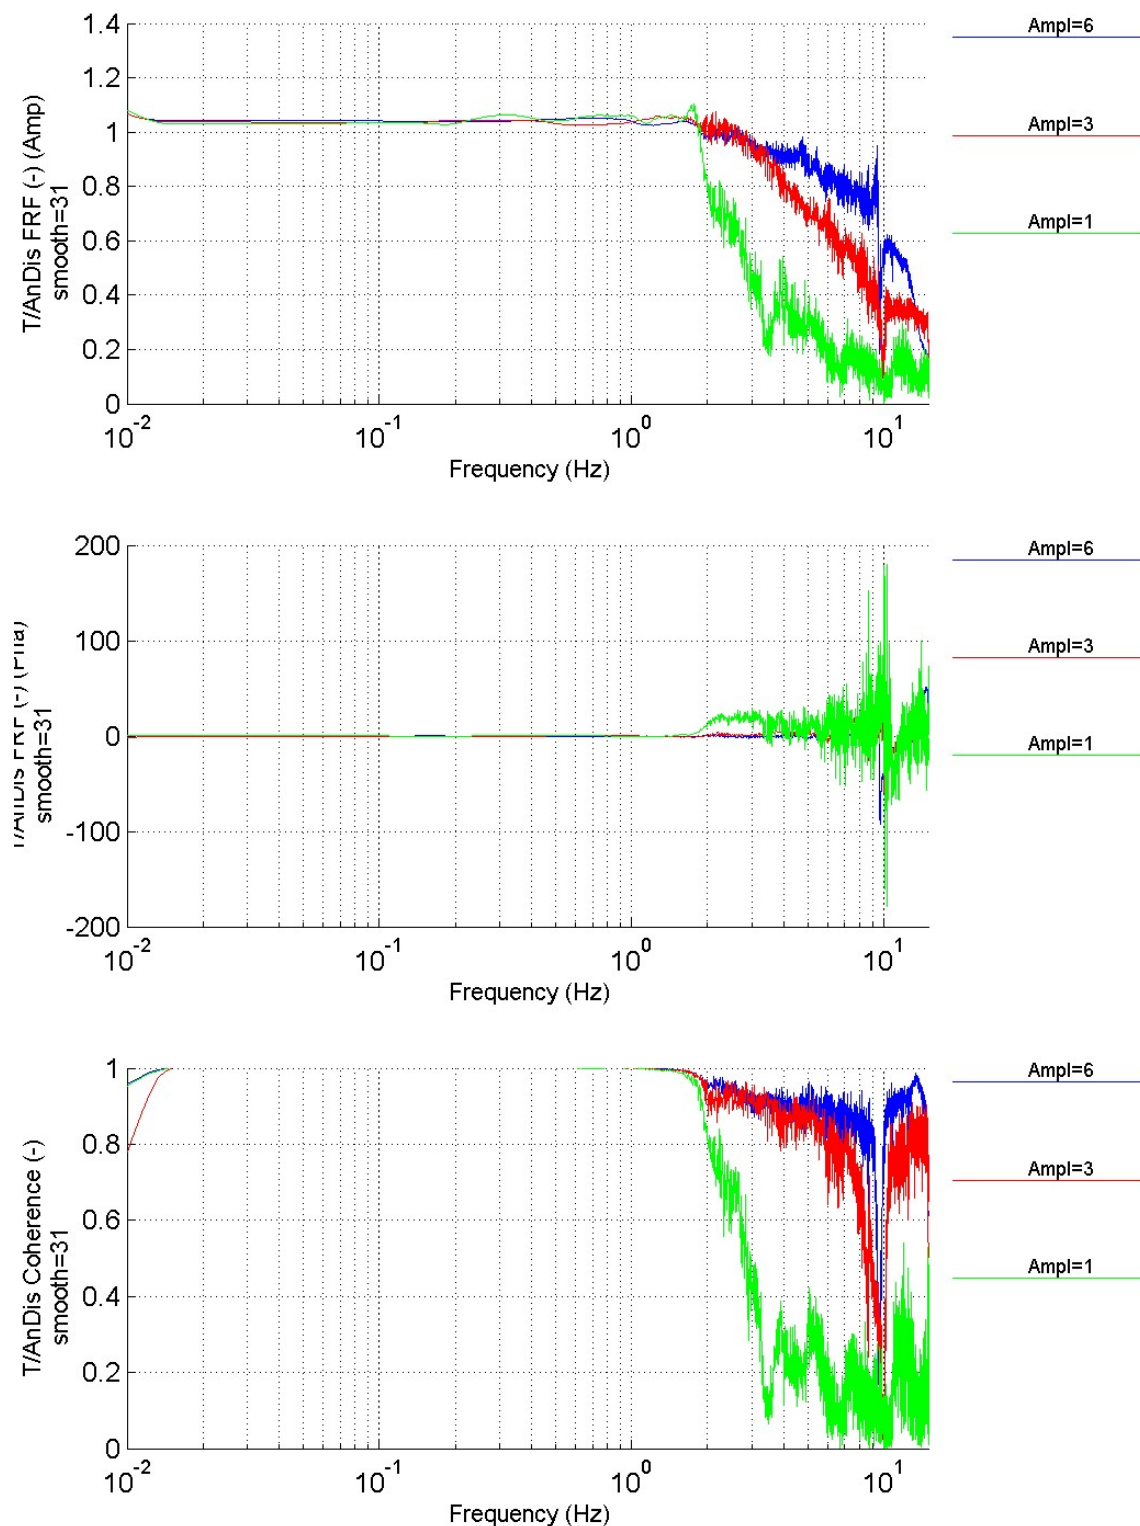 1.4
1.2
1
0.8
0.6
0.4
0.2
0
T/AnDis FRF (-) (Amp)
smooth=31
10^-2
10^-1
10^0
10^1
Frequency (Hz)
Ampl=6
Ampl=3
Ampl=1
200
100
0
-100
-200
T/AnDis FRF (-) (Pha)
smooth=31
10^-2
10^-1
10^0
10^1
Frequency (Hz)
Ampl=6
Ampl=3
Ampl=1
1
0.8
0.6
0.4
0.2
0
T/AnDis Coherence (-)
smooth=31
10^-2
10^-1
10^0
10^1
Frequency (Hz)
Ampl=6
Ampl=3
Ampl=1